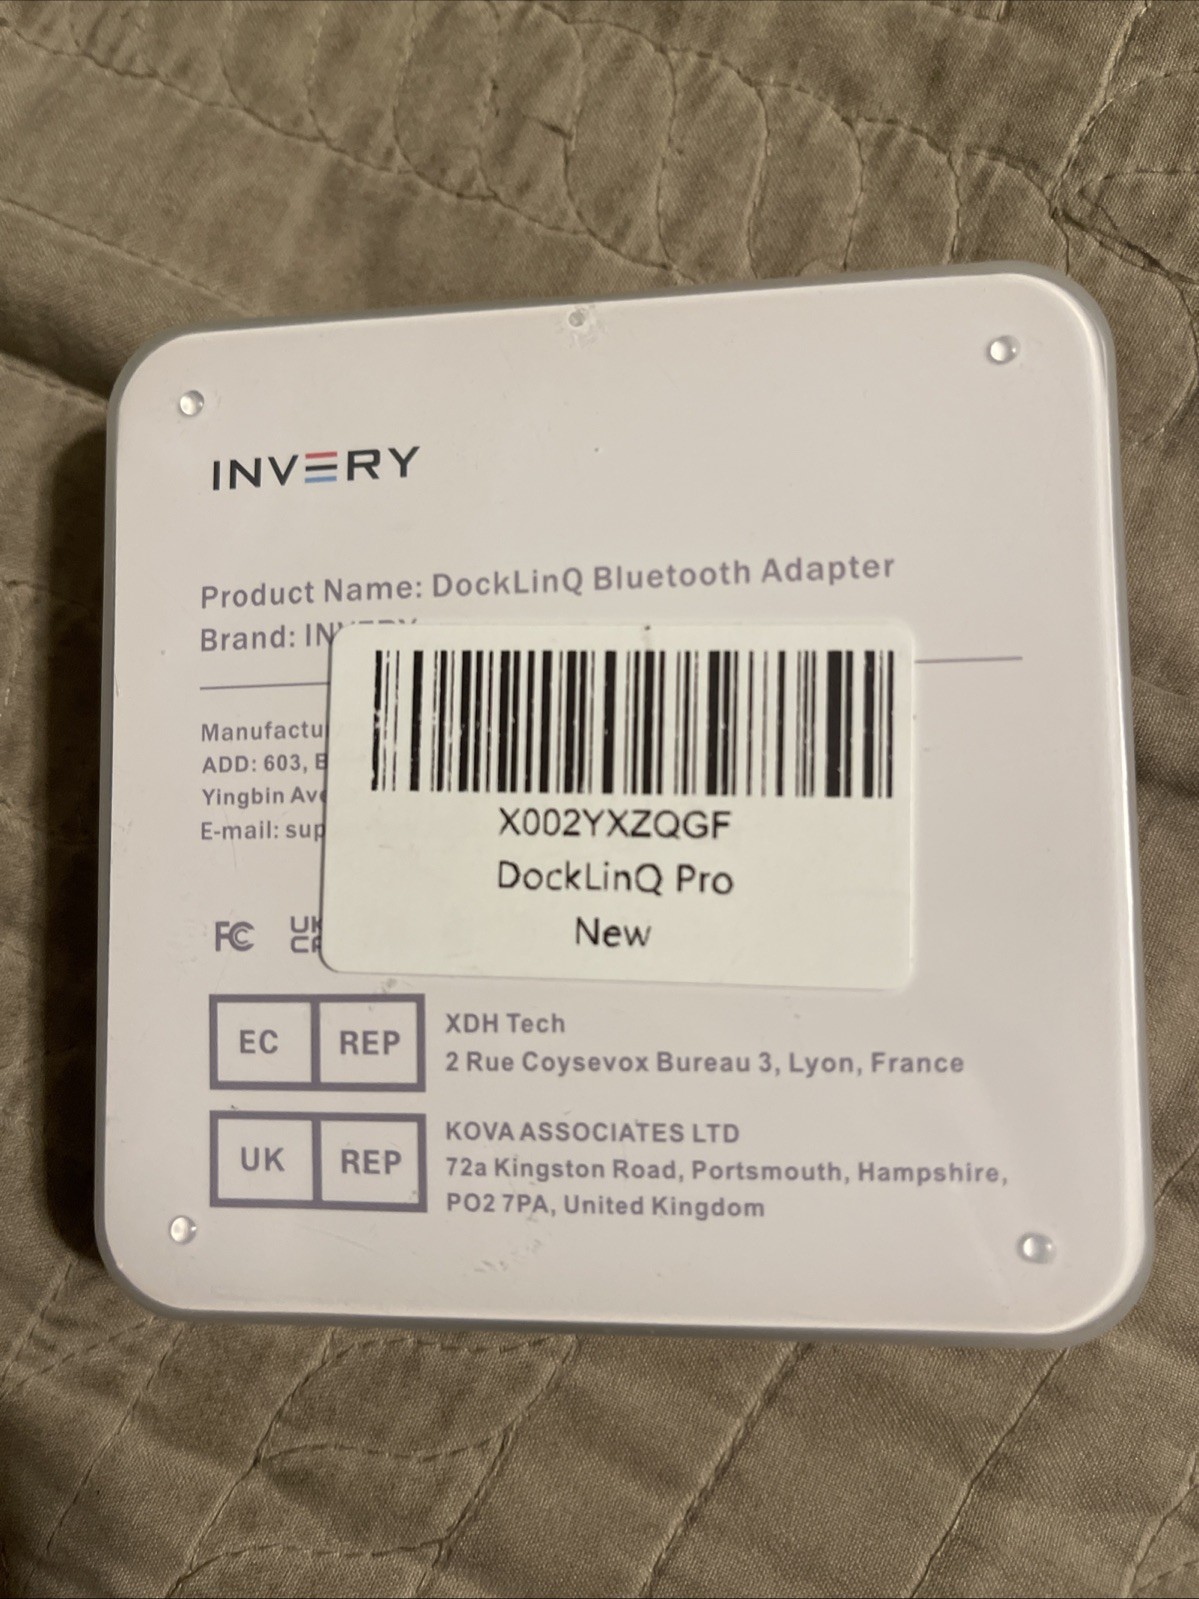 INVERY
Product Name: DockLinQ Bluetooth Adapter
Brand:
Manufactu
ADD: 603,
Yingbin
E-mail: sup
X002YXZQGF
DockLinQ Pro
New
FC UK
EC REP
XDH Tech
2 Rue Coysevox Bureau 3, Lyon, France
UK REP
KOVA ASSOCIATES LTD
72a Kingston Road, Portsmouth, Hampshire,
PO2 7PA, United Kingdom